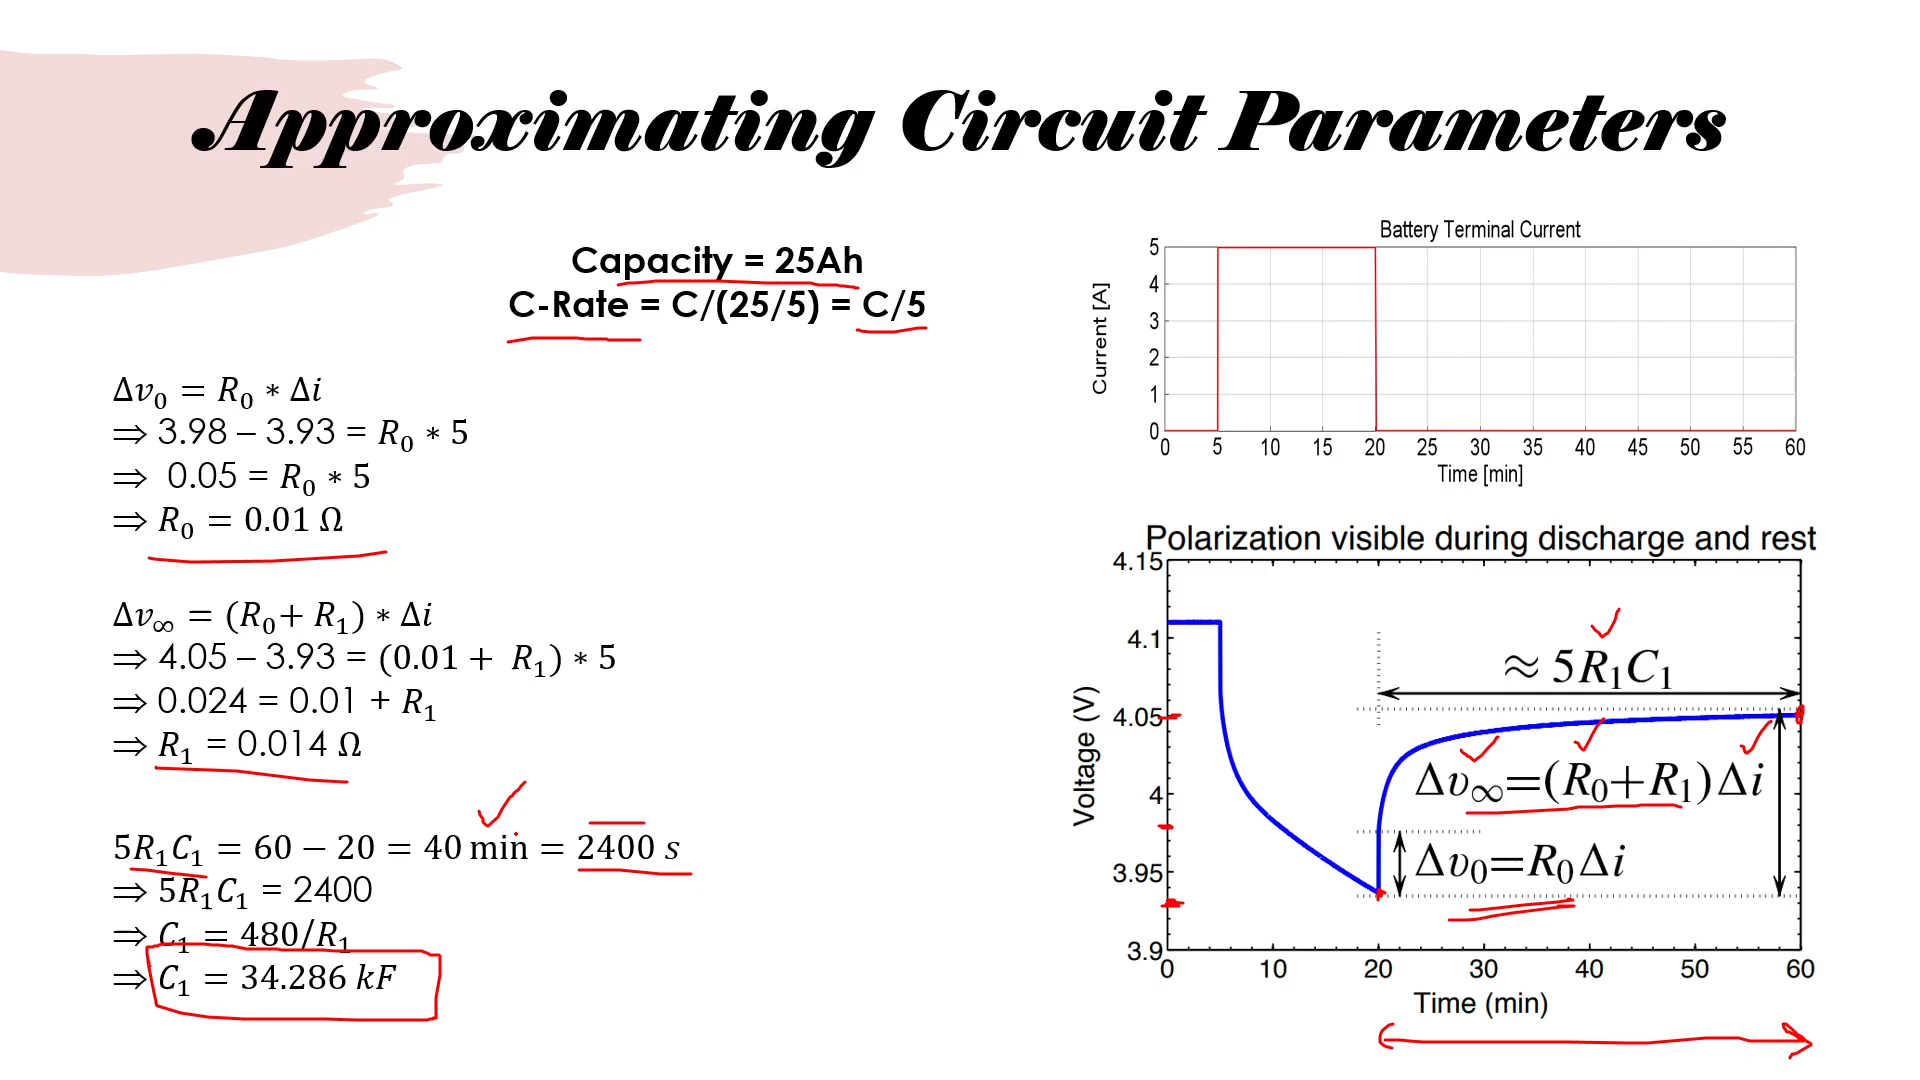 Approximating Circuit Parameters
Capacity = 25Ah
C-Rate = C/(25/5) = C/5
Δv₀ = R₀ ∗ Δi
⇒ 3.98 – 3.93 = R₀ ∗ 5
⇒ 0.05 = R₀ ∗ 5
⇒ R₀ = 0.01 Ω
Δv∞ = (R₀+ R₁) ∗ Δi
⇒ 4.05 – 3.93 = (0.01 + R₁) ∗ 5
⇒ 0.024 = 0.01 + R₁
⇒ R₁ = 0.014 Ω
5R₁C₁ = 60 − 20 = 40 min = 2400 s
⇒ 5R₁C₁ = 2400
⇒ C₁ = 480/R₁
⇒ C₁ = 34.286 kF
Battery Terminal Current
5
4
3
2
1
0
Current [A]
0 5 10 15 20 25 30 35 40 45 50 55 60
Time [min]
Polarization visible during discharge and rest
4.15
4.1
4.05
4
3.95
3.9
Voltage (V)
≈ 5R₁C₁
Δv∞=(R₀+R₁)Δi
Δv₀=R₀Δi
0 10 20 30 40 50 60
Time (min)